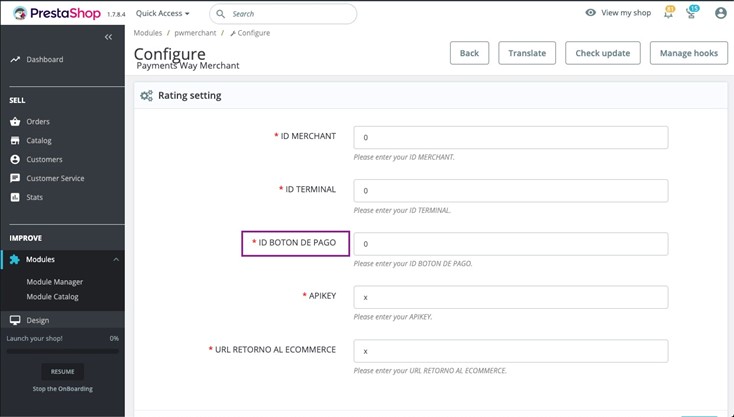 PrestaShop 1.7.8.4 Quick Access Search View my shop
Modules / pwmerchant / Configure
Configure
Payments Way Merchant
Back Translate Check update Manage hooks
Dashboard
SELL
Orders
Catalog
Customers
Customer Service
Stats
IMPROVE
Modules
Module Manager
Module Catalog
Design
Launch your shop! 0%
RESUME
Stop the OnBoarding
Rating setting
* ID MERCHANT 0
Please enter your ID MERCHANT.
* ID TERMINAL 0
Please enter your ID TERMINAL.
* ID BOTON DE PAGO 0
Please enter your ID BOTON DE PAGO.
* APIKEY x
Please enter your APIKEY.
* URL RETORNO AL ECOMMERCE x
Please enter your URL RETORNO AL ECOMMERCE.